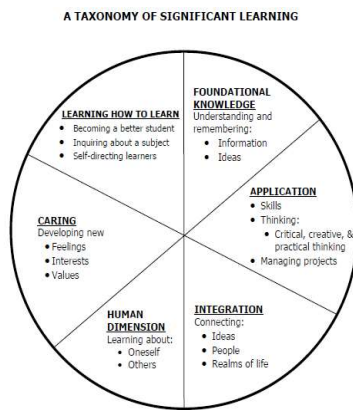 A TAXONOMY OF SIGNIFICANT LEARNING
FOUNDATIONAL
KNOWLEDGE
Understanding and
remembering:
• Information
• Ideas
APPLICATION
• Skills
• Thinking:
• Critical, creative, &
practical thinking
• Managing projects
INTEGRATION
Connecting:
• Ideas
• People
• Realms of life
HUMAN
DIMENSION
Learning about:
• Oneself
• Others
CARING
Developing new
• Feelings
• Interests
• Values
LEARNING HOW TO LEARN
• Becoming a better student
• Inquiring about a subject
• Self-directing learners